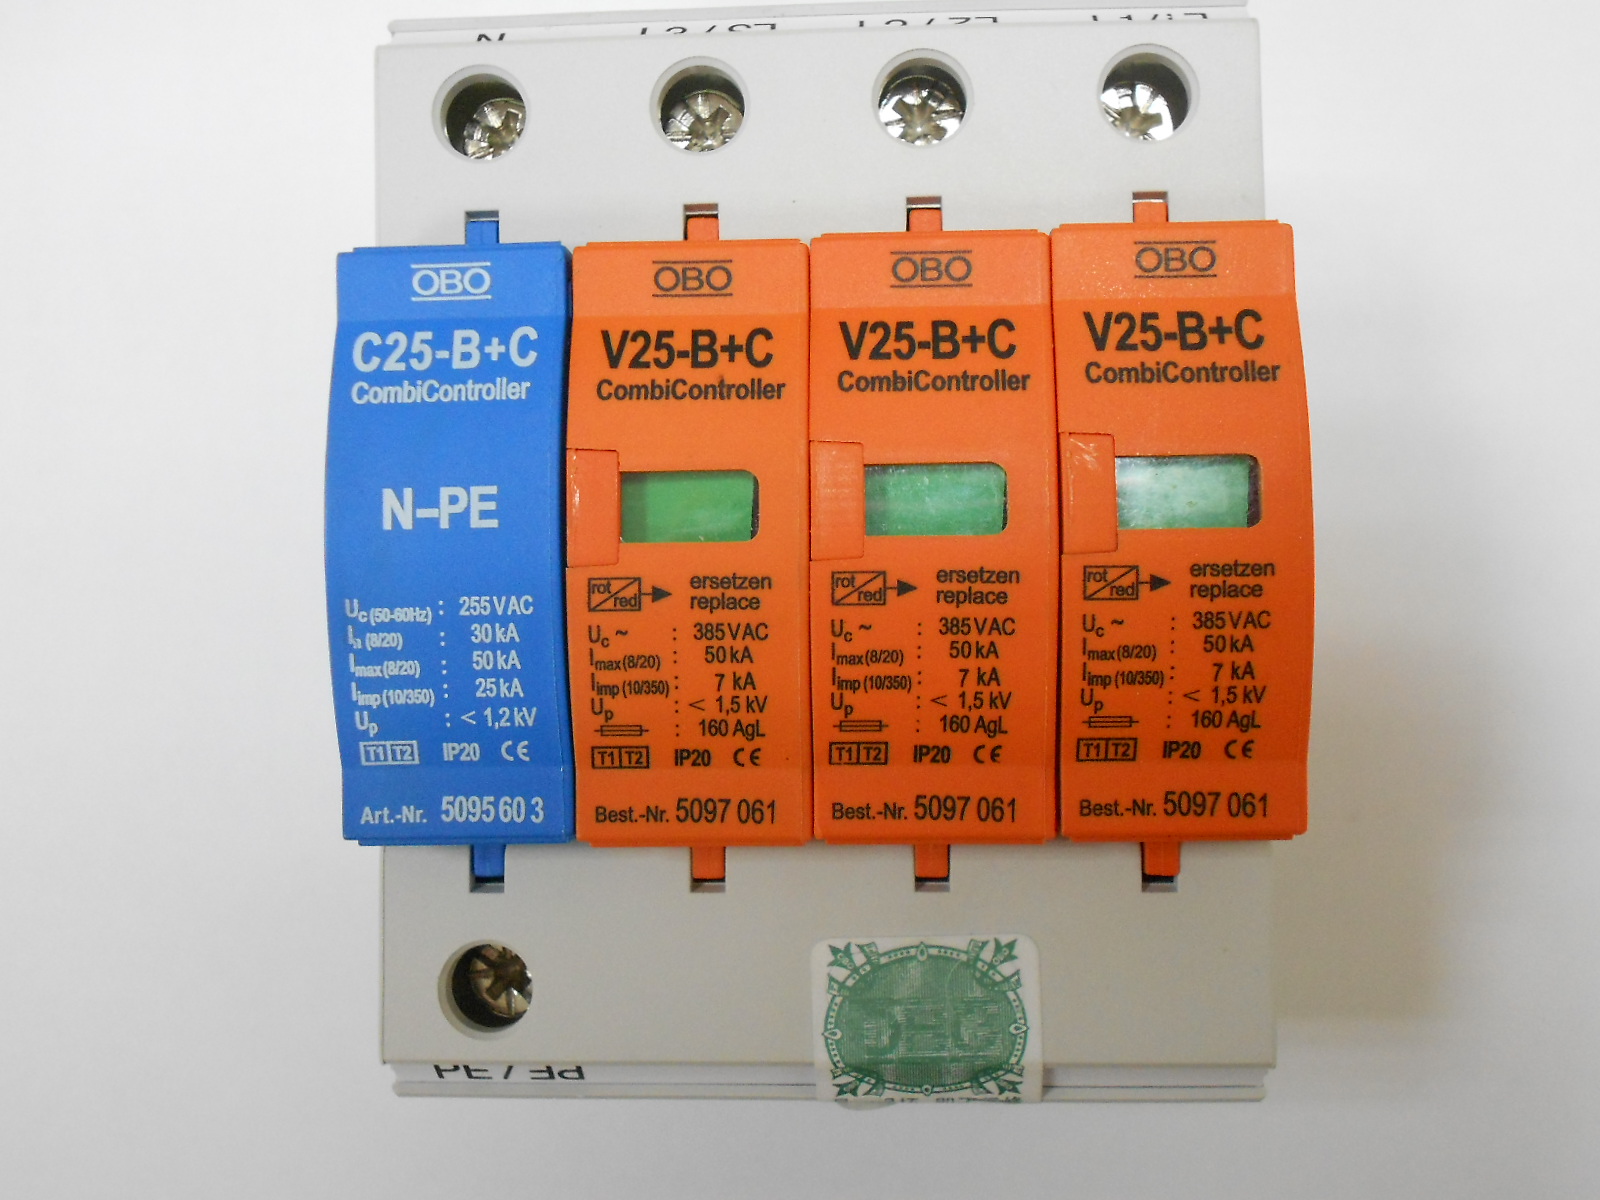 N
L3 / L3
L2 / L2
L1 / L1
OBO
C25-B+C
CombiController
N-PE
Uc (50-60Hz) : 255 VAC
In (8/20) : 30 kA
Imax (8/20) : 50 kA
Iimp (10/350) : 25 kA
Up : < 1,2 kV
T1 T2 IP20 CE
Art.-Nr. 5095 60 3
OBO
V25-B+C
CombiController
rot/red ersetzen
replace
Uc ~ : 385 VAC
Imax (8/20) : 50 kA
Iimp (10/350) : 7 kA
Up : < 1,5 kV
: 160 AgL
T1 T2 IP20 CE
Best.-Nr. 5097 061
OBO
V25-B+C
CombiController
rot/red ersetzen
replace
Uc ~ : 385 VAC
Imax (8/20) : 50 kA
Iimp (10/350) : 7 kA
Up : < 1,5 kV
: 160 AgL
T1 T2 IP20 CE
Best.-Nr. 5097 061
OBO
V25-B+C
CombiController
rot/red ersetzen
replace
Uc ~ : 385 VAC
Imax (8/20) : 50 kA
Iimp (10/350) : 7 kA
Up : < 1,5 kV
: 160 AgL
T1 T2 IP20 CE
Best.-Nr. 5097 061
PE / PE